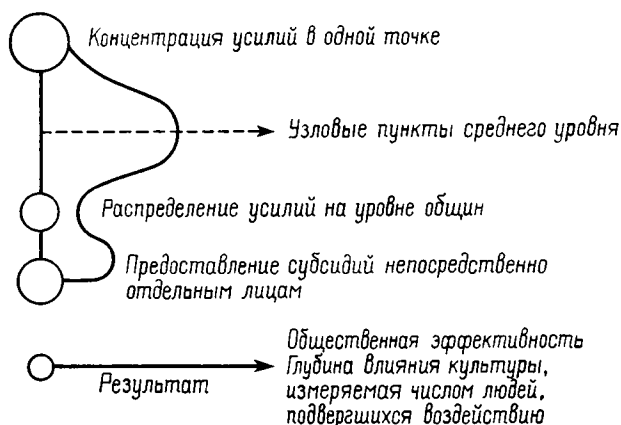 Концентрация усилий в одной точке
Узловые пункты среднего уровня
Распределение усилий на уровне общин
Предоставление субсидий непосредственно
отдельным лицам
Результат
Общественная эффективность
Глубина влияния культуры,
измеряемая числом людей,
подвергшихся воздействию